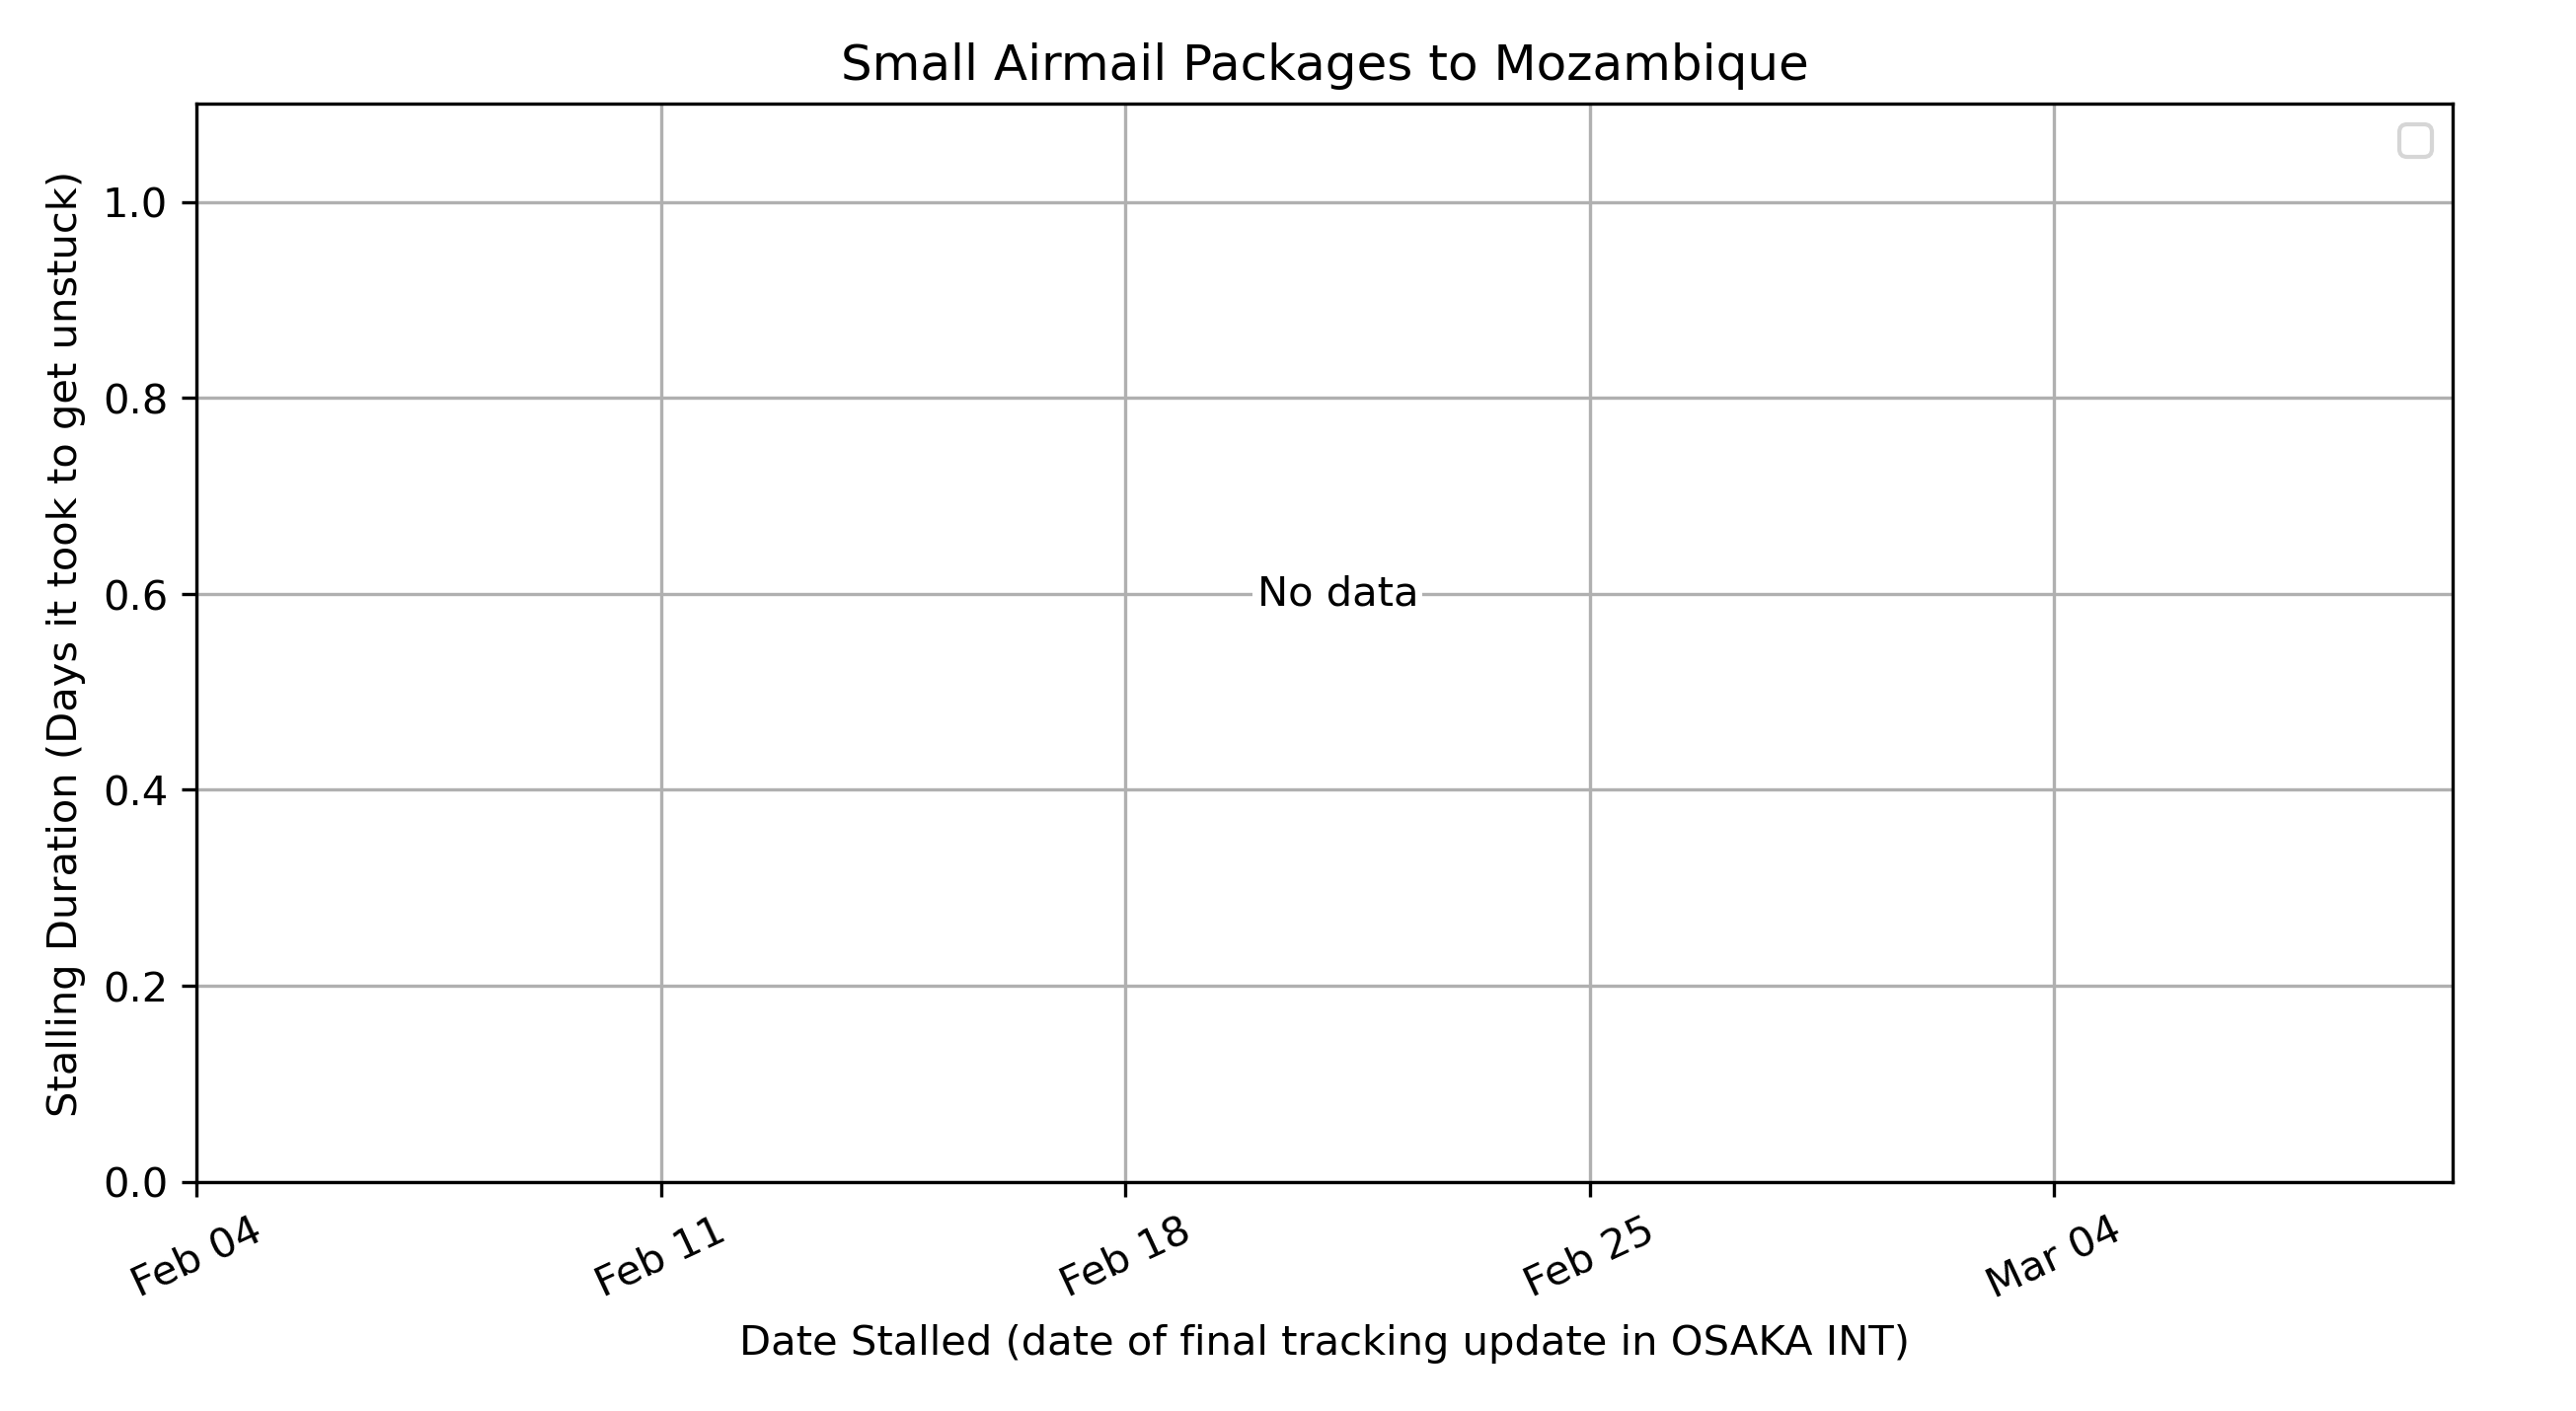 Small Airmail Packages to Mozambique
Stalling Duration (Days it took to get unstuck)
1.0
0.8
0.6
0.4
0.2
0.0
No data
Feb 04
Feb 11
Feb 18
Feb 25
Mar 04
Date Stalled (date of final tracking update in OSAKA INT)